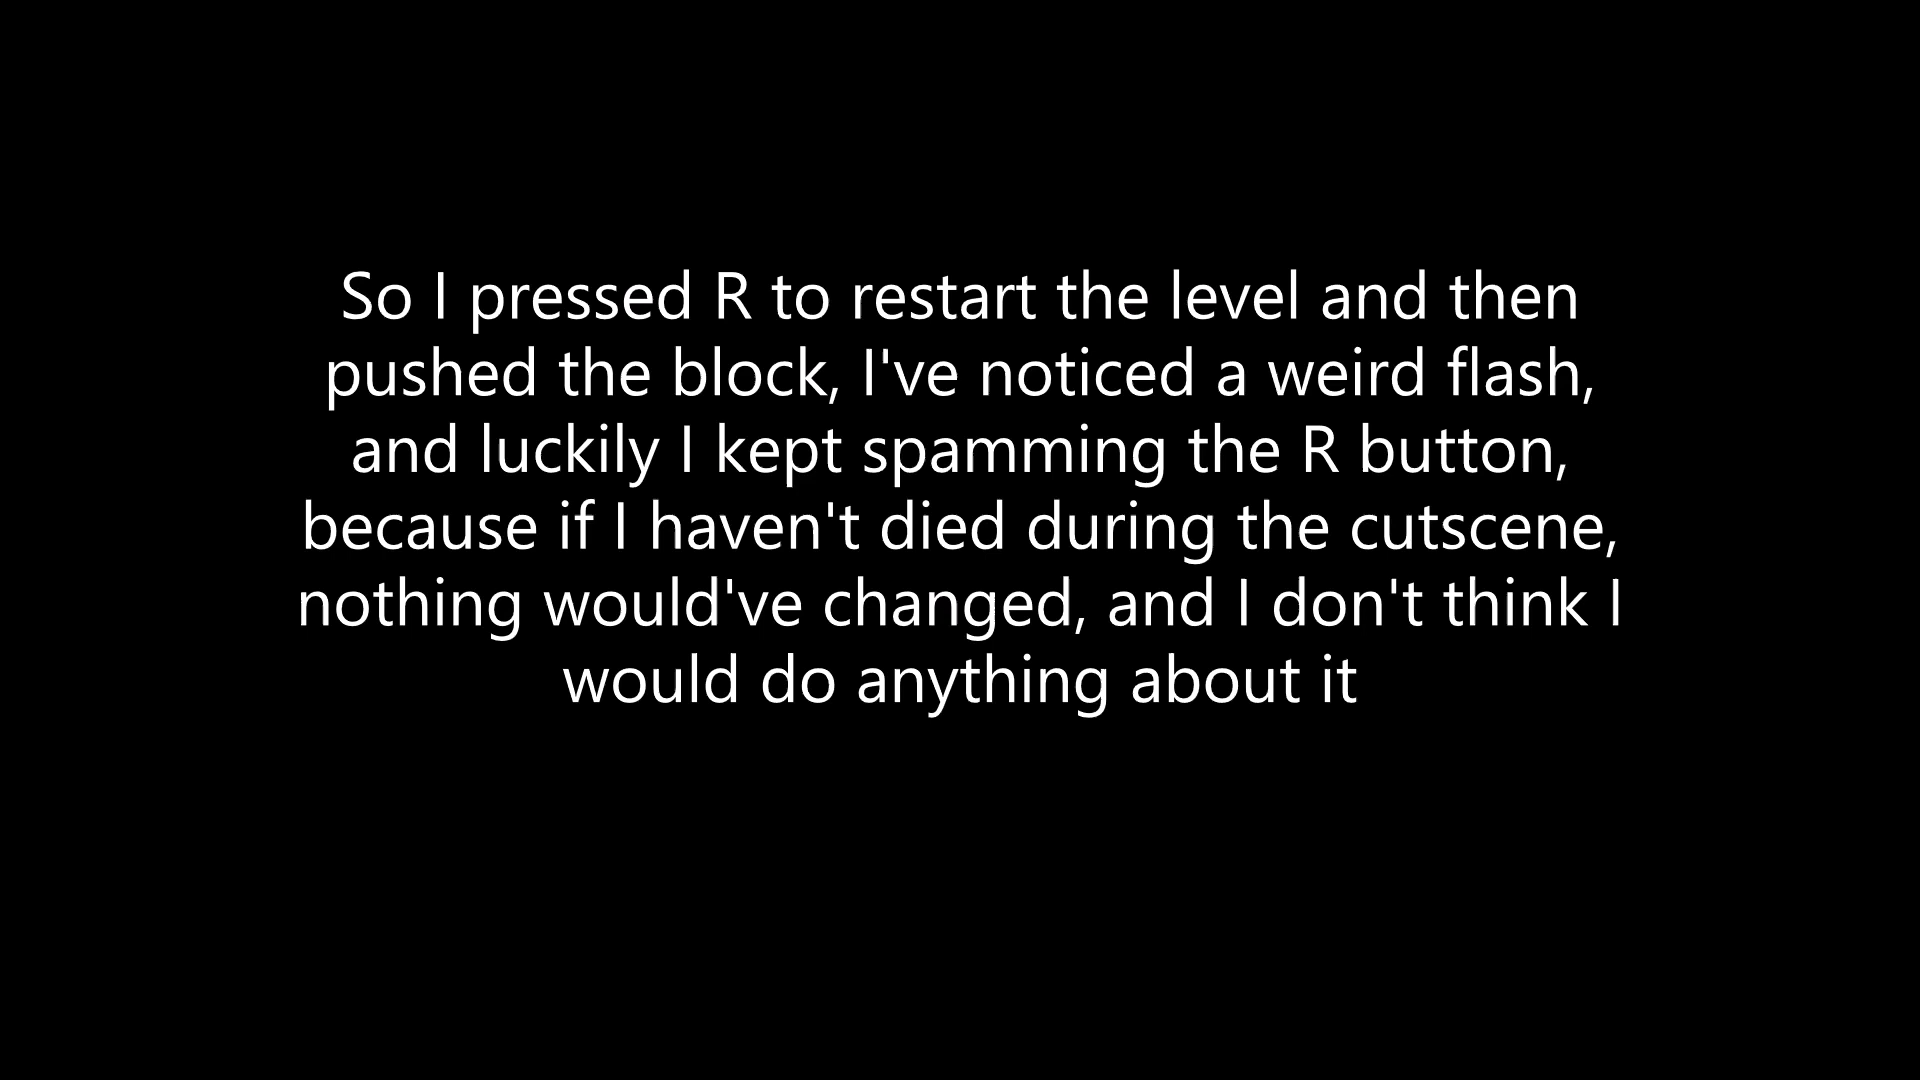 So I pressed R to restart the level and then
pushed the block, I've noticed a weird flash,
and luckily I kept spamming the R button,
because if I haven't died during the cutscene,
nothing would've changed, and I don't think I
would do anything about it